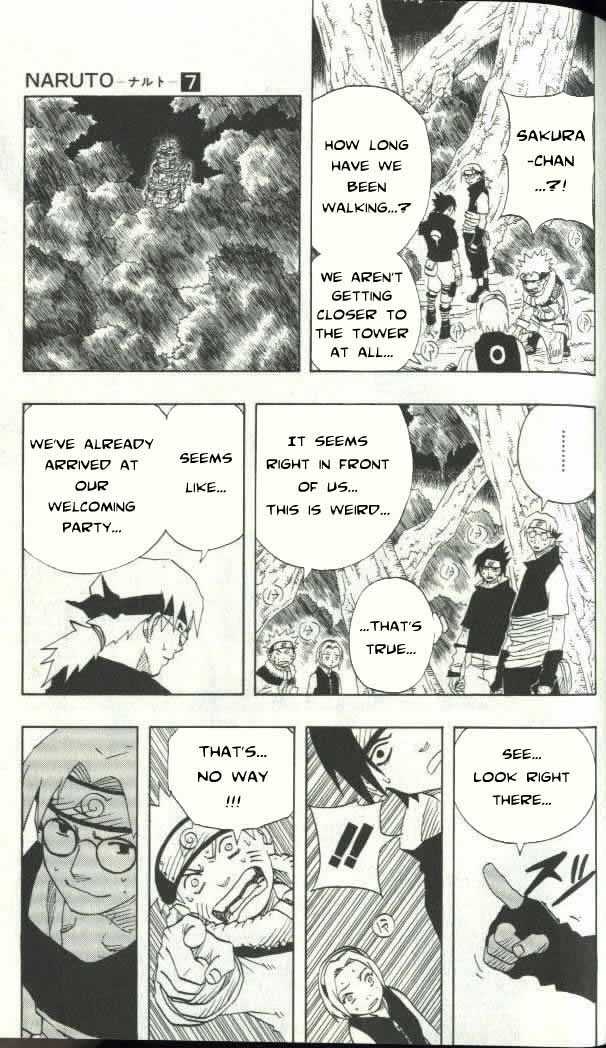 NARUTO -ナルト- 7
SAKURA
-CHAN
...?!
HOW LONG
HAVE WE
BEEN
WALKING...?
WE AREN'T
GETTING
CLOSER TO
THE TOWER
AT ALL...
..........
IT SEEMS
RIGHT IN FRONT
OF US...
THIS IS WEIRD...
...THAT'S
TRUE...
SEEMS
LIKE...
WE'VE ALREADY
ARRIVED AT
OUR
WELCOMING
PARTY...
SEE...
LOOK RIGHT
THERE...
スッ
!!
THAT'S...
NO WAY
!!!